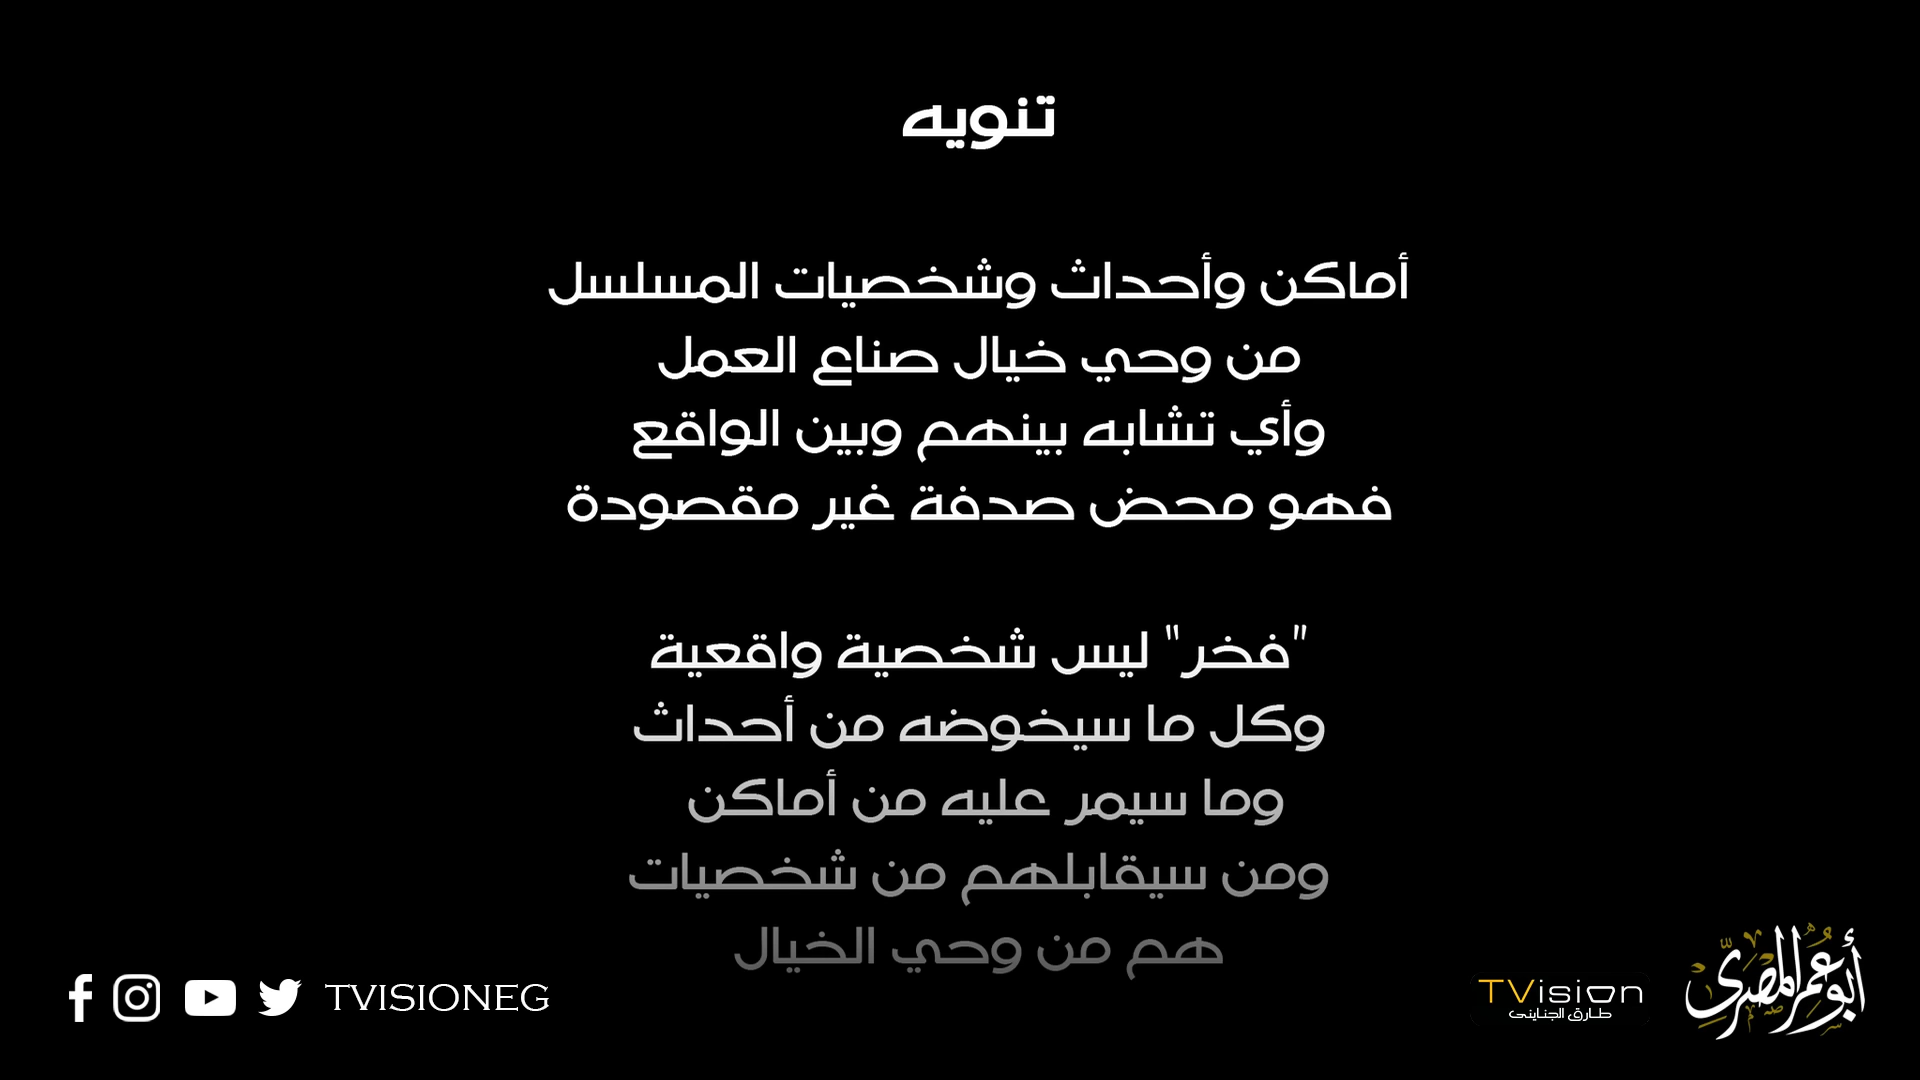 تنويه
أماكن وأحداث وشخصيات المسلسل
من وحي خيال صناع العمل
وأي تشابه بينهم وبين الواقع
فهو محض صدفة غير مقصودة
"فخر" ليس شخصية واقعية
وكل ما سيخوضه من أحداث
وما سيمر عليه من أماكن
ومن سيقابلهم من شخصيات
هم من وحي الخيال
TVISIONEG
TVision
طارق الجنايني
أبو عمر المصري